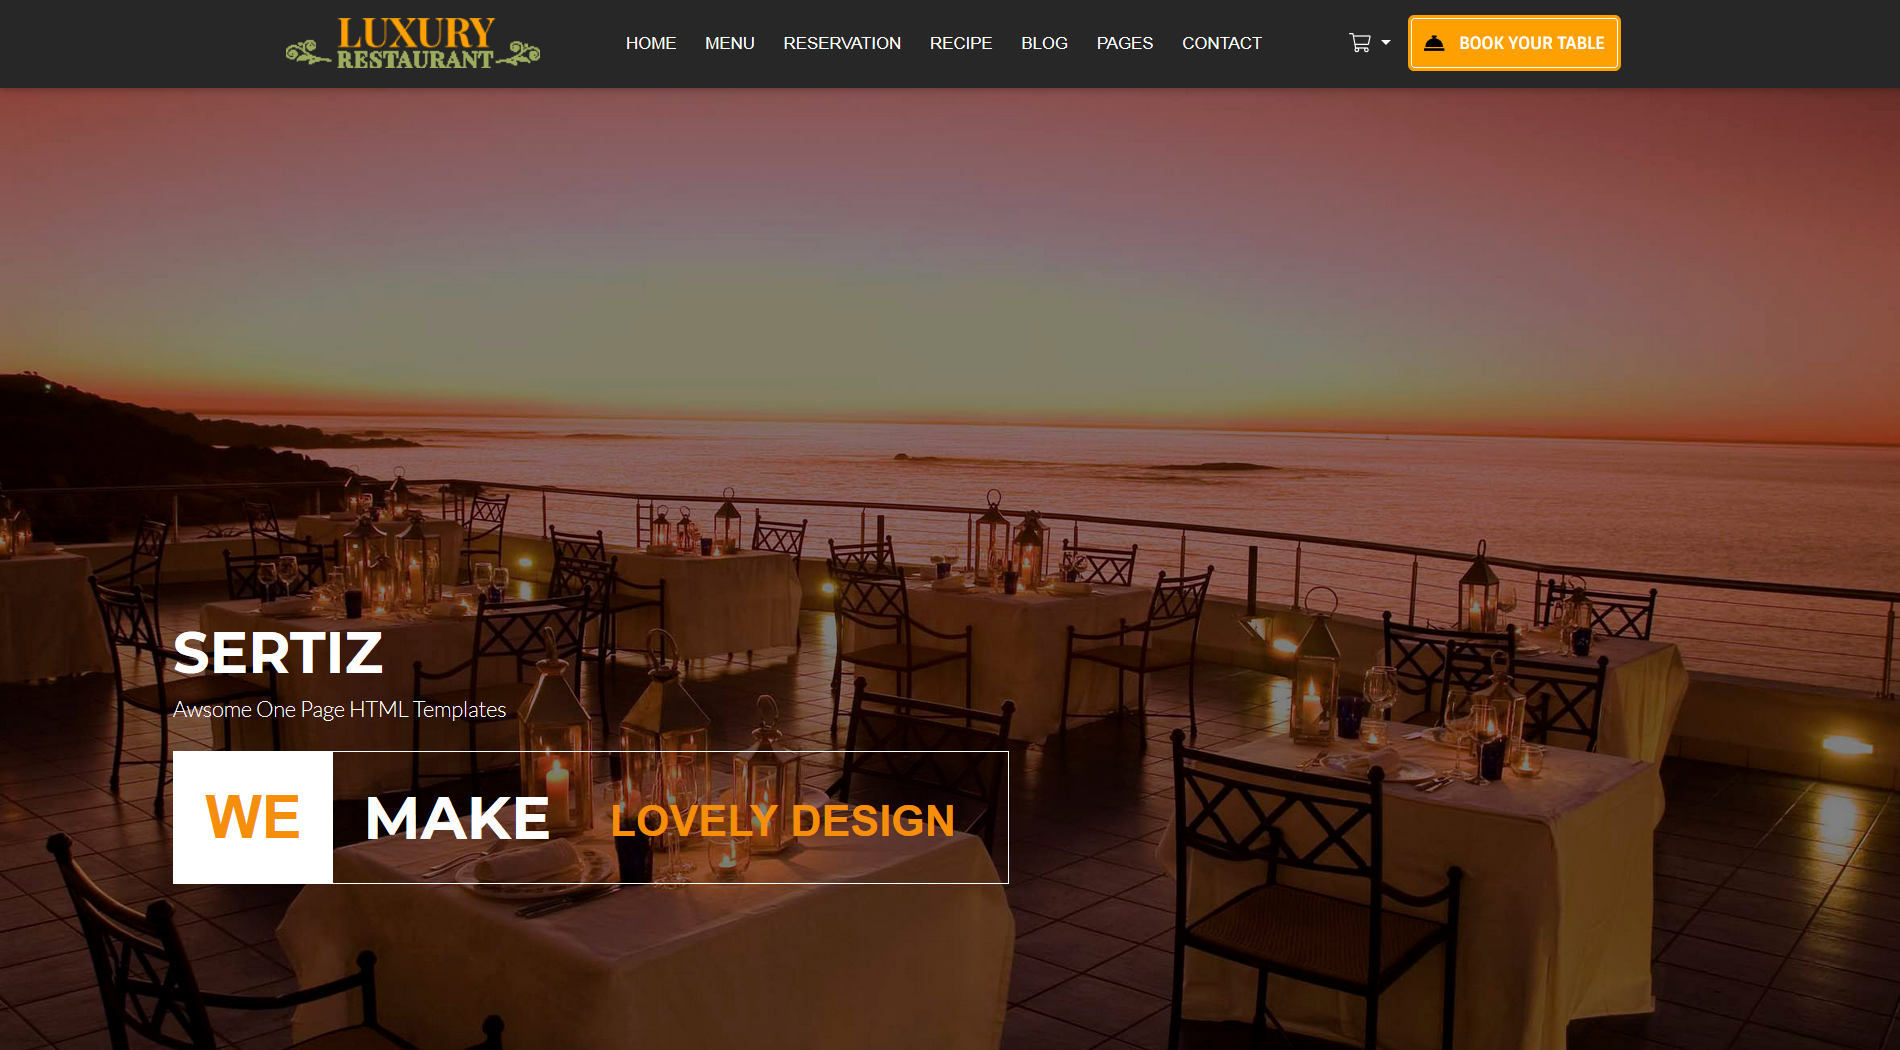 LUXURY
RESTAURANT
HOME MENU RESERVATION RECIPE BLOG PAGES CONTACT
BOOK YOUR TABLE
SERTIZ
Awsome One Page HTML Templates
WE MAKE LOVELY DESIGN